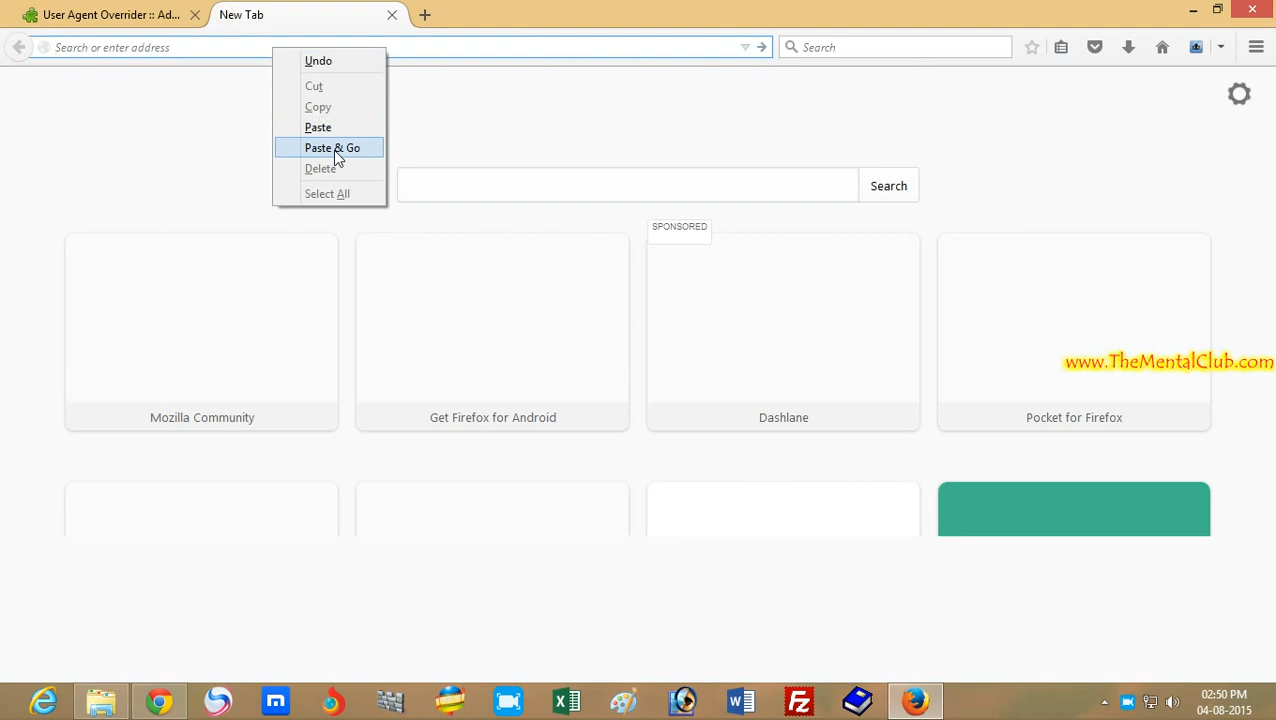 User Agent Overrider :: Ad...
New Tab
Search or enter address
Search
Undo
Cut
Copy
Paste
Paste & Go
Delete
Select All
Search
SPONSORED
Mozilla Community
Get Firefox for Android
Dashlane
Pocket for Firefox
www.TheMentalClub.com
02:50 PM
04-08-2015